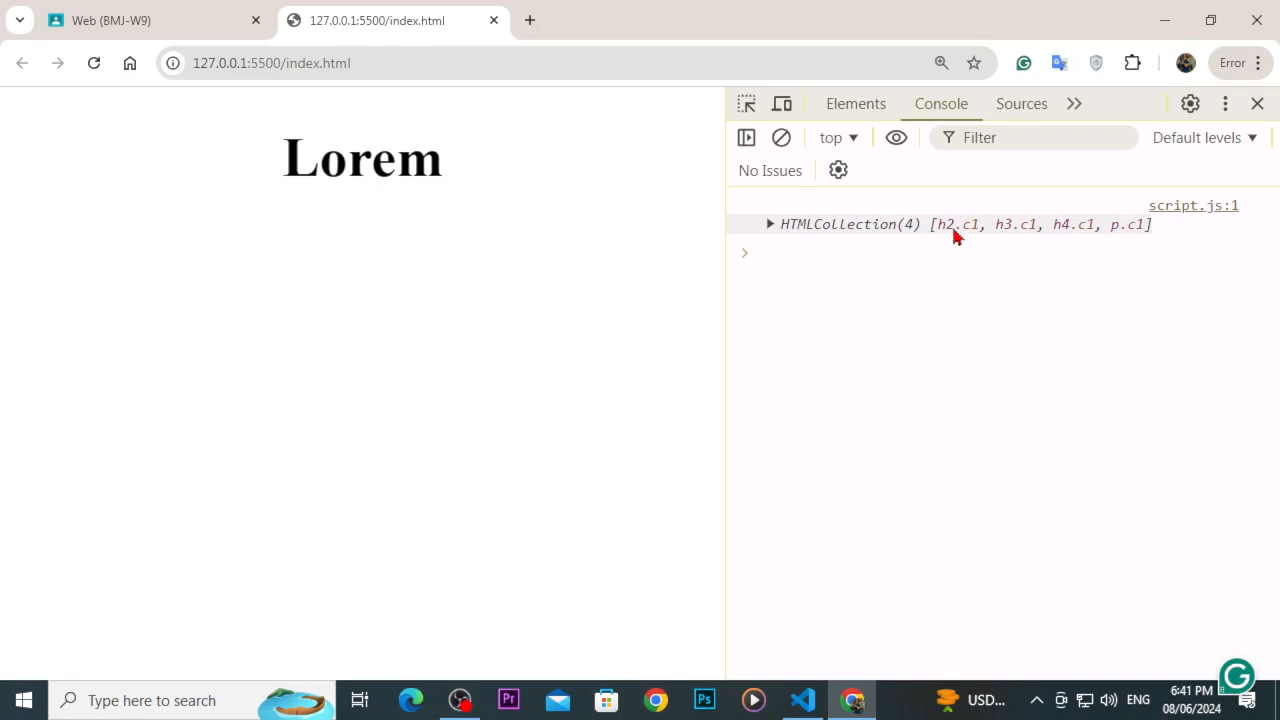 Web (BMJ-W9)
127.0.0.1:5500/index.html
127.0.0.1:5500/index.html
Error
Lorem
Elements Console Sources
top Filter Default levels
No Issues
script.js:1
HTMLCollection(4) [h2.c1, h3.c1, h4.c1, p.c1]
Type here to search
Pr
Ps
USD...
ENG
6:41 PM
08/06/2024